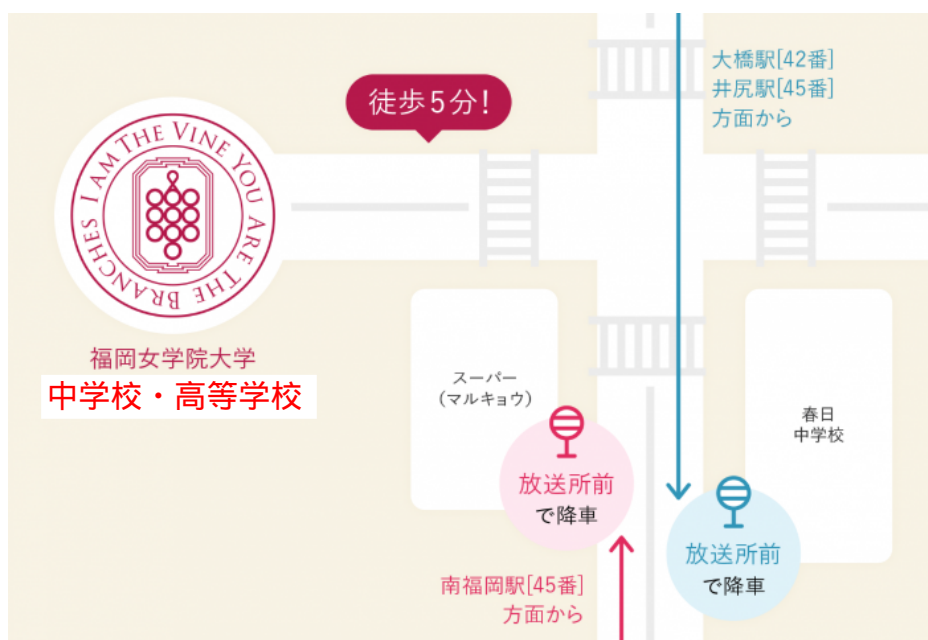 大橋駅[42番]
井尻駅[45番]
方面から
徒歩5分!
I AM THE VINE YOU ARE THE BRANCHES
福岡女学院大学
中学校・高等学校
スーパー
(マルキョウ)
春日
中学校
放送所前
で降車
放送所前
で降車
南福岡駅[45番]
方面から